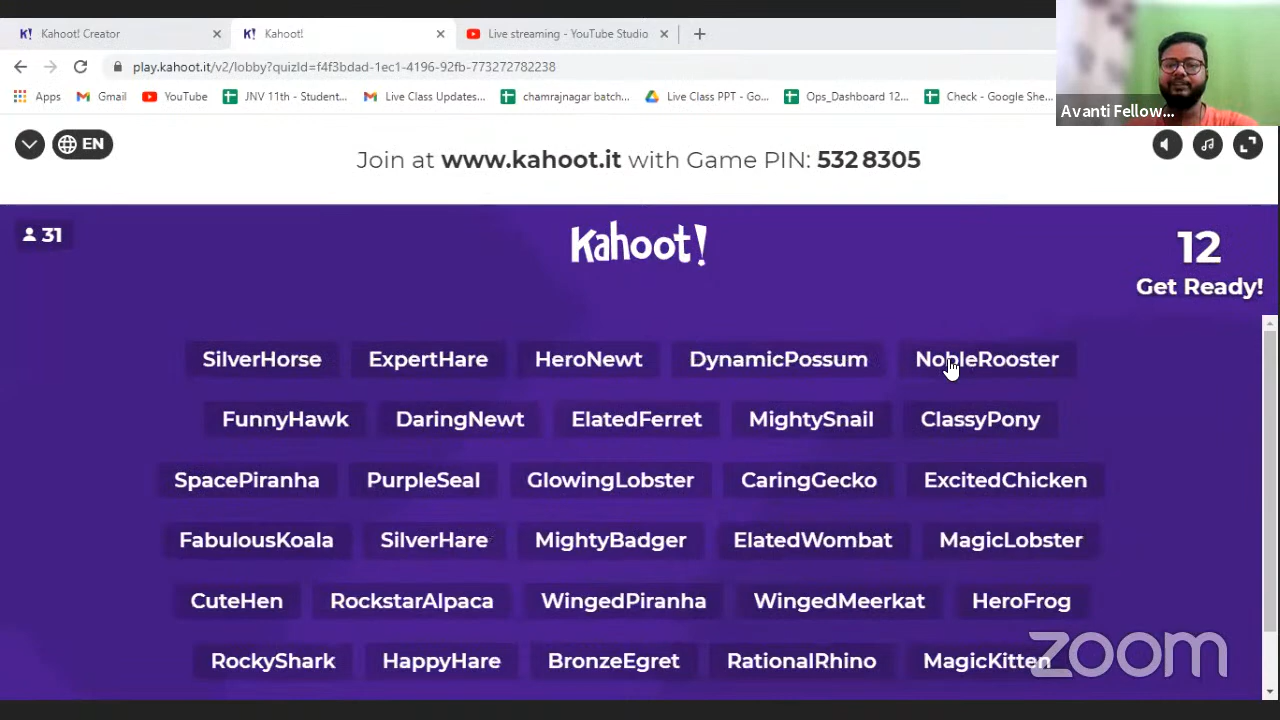 Kahoot! Creator
Kahoot!
Live streaming - YouTube Studio
play.kahoot.it/v2/lobby?quizId=f4f3bdad-1ec1-4196-92fb-773272782238
Apps Gmail YouTube JNV 11th - Student... Live Class Updates... chamrajnagar batch... Live Class PPT - Go... Ops_Dashboard 12... Check - Google She...
Avanti Fellow...
EN
Join at www.kahoot.it with Game PIN: 532 8305
31
Kahoot!
12
Get Ready!
SilverHorse ExpertHare HeroNewt DynamicPossum NobleRooster
FunnyHawk DaringNewt ElatedFerret MightySnail ClassyPony
SpacePiranha PurpleSeal GlowingLobster CaringGecko ExcitedChicken
FabulousKoala SilverHare MightyBadger ElatedWombat MagicLobster
CuteHen RockstarAlpaca WingedPiranha WingedMeerkat HeroFrog
RockyShark HappyHare BronzeEgret RationalRhino MagicKitten
zoom